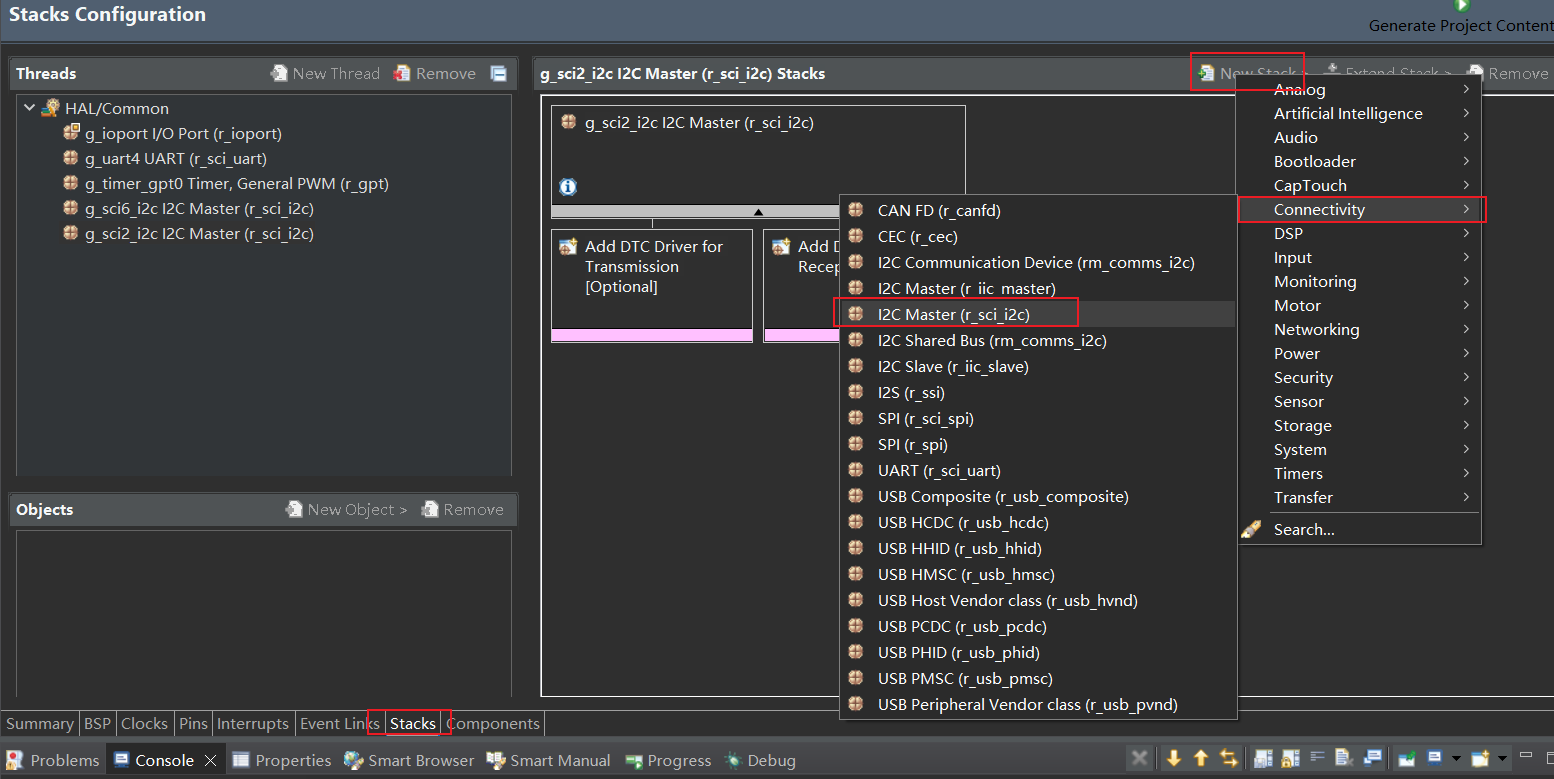 Stacks Configuration
Generate Project Content
Threads
New Thread
Remove
HAL/Common
g_ioport I/O Port (r_ioport)
g_uart4 UART (r_sci_uart)
g_timer_gpt0 Timer, General PWM (r_gpt)
g_sci6_i2c I2C Master (r_sci_i2c)
g_sci2_i2c I2C Master (r_sci_i2c)
Objects
New Object >
Remove
g_sci2_i2c I2C Master (r_sci_i2c) Stacks
New Stack >
Extend Stack >
Remove
g_sci2_i2c I2C Master (r_sci_i2c)
Add DTC Driver for
Transmission
[Optional]
Add D
Recep
CAN FD (r_canfd)
CEC (r_cec)
I2C Communication Device (rm_comms_i2c)
I2C Master (r_iic_master)
I2C Master (r_sci_i2c)
I2C Shared Bus (rm_comms_i2c)
I2C Slave (r_iic_slave)
I2S (r_ssi)
SPI (r_sci_spi)
SPI (r_spi)
UART (r_sci_uart)
USB Composite (r_usb_composite)
USB HCDC (r_usb_hcdc)
USB HHID (r_usb_hhid)
USB HMSC (r_usb_hmsc)
USB Host Vendor class (r_usb_hvnd)
USB PCDC (r_usb_pcdc)
USB PHID (r_usb_phid)
USB PMSC (r_usb_pmsc)
USB Peripheral Vendor class (r_usb_pvnd)
Analog
Artificial Intelligence
Audio
Bootloader
CapTouch
Connectivity
DSP
Input
Monitoring
Motor
Networking
Power
Security
Sensor
Storage
System
Timers
Transfer
Search...
Summary BSP Clocks Pins Interrupts Event Links Stacks Components
Problems Console Properties Smart Browser Smart Manual Progress Debug